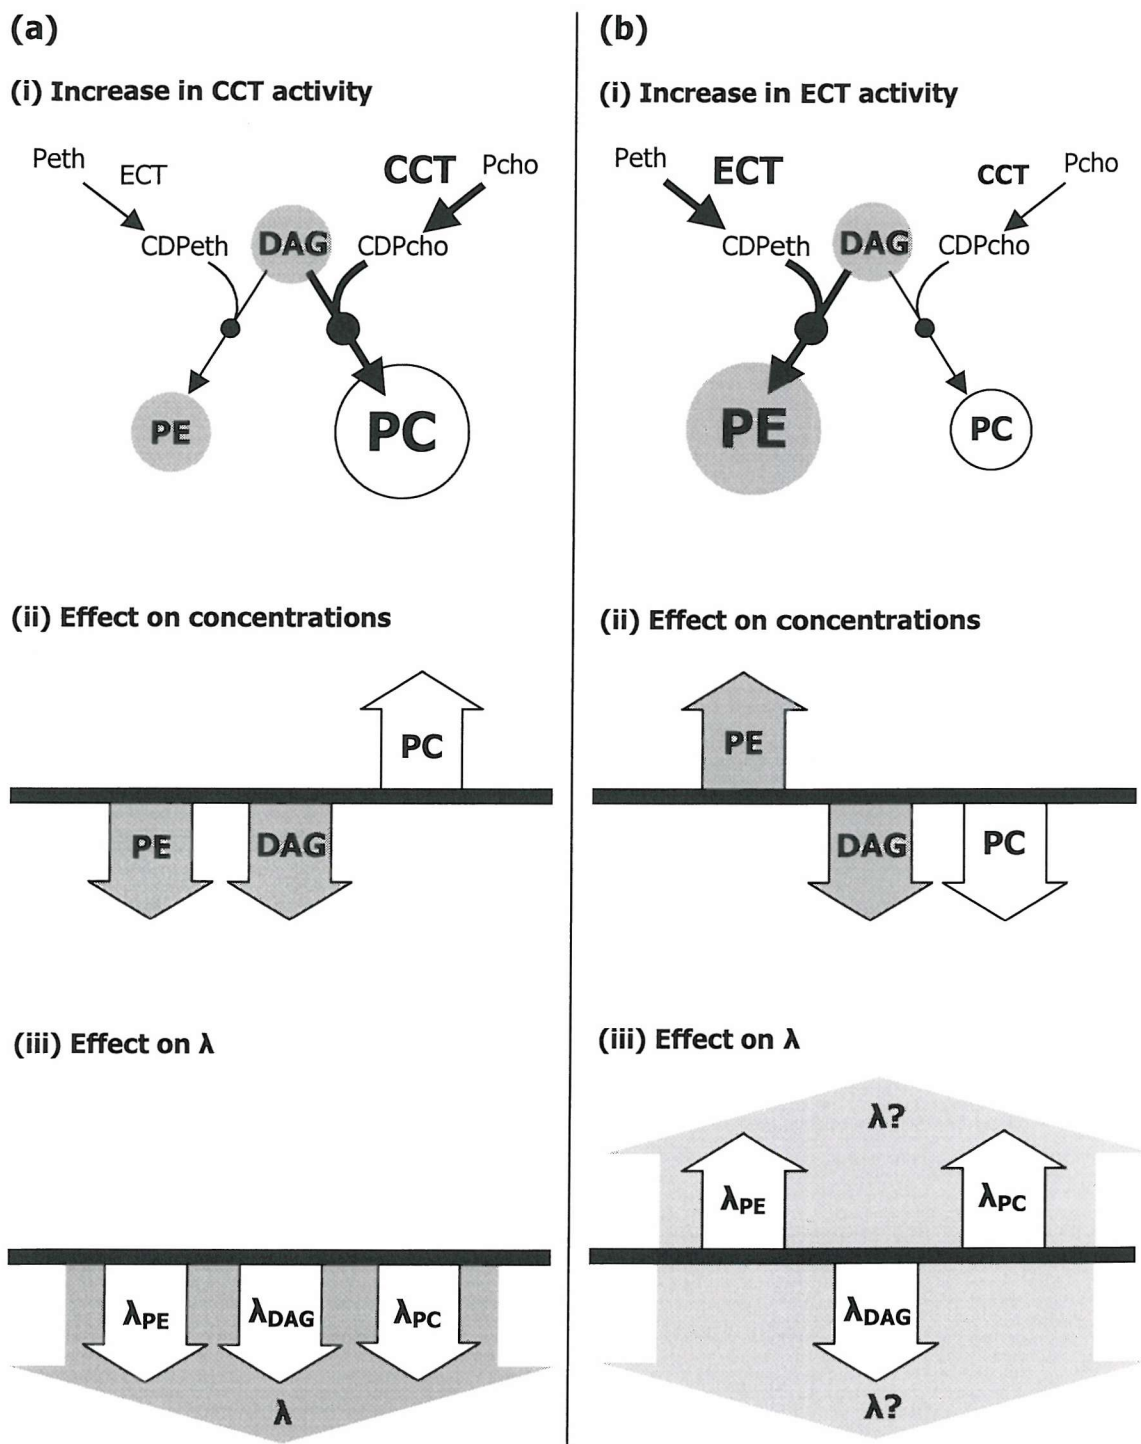 (a)
(i) Increase in CCT activity
Peth
ECT
CCT
Pcho
CDPeth
DAG
CDPcho
PE
PC
(ii) Effect on concentrations
PC
PE
DAG
(iii) Effect on λ
λPE
λDAG
λPC
λ
(b)
(i) Increase in ECT activity
Peth
ECT
CCT
Pcho
CDPeth
DAG
CDPcho
PE
PC
(ii) Effect on concentrations
PE
DAG
PC
(iii) Effect on λ
λ?
λPE
λPC
λDAG
λ?